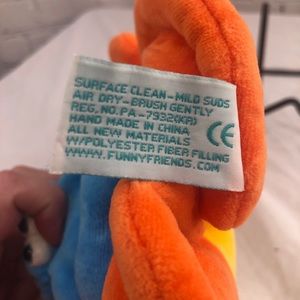 SURFACE CLEAN-MILD SUDS
AIR DRY-BRUSH GENTLY
REG.NO.PA-7932(KR)
HAND MADE IN CHINA
ALL NEW MATERIALS
W/POLYESTER FIBER FILLING
WWW.FUNNYFRIENDS.COM
CE